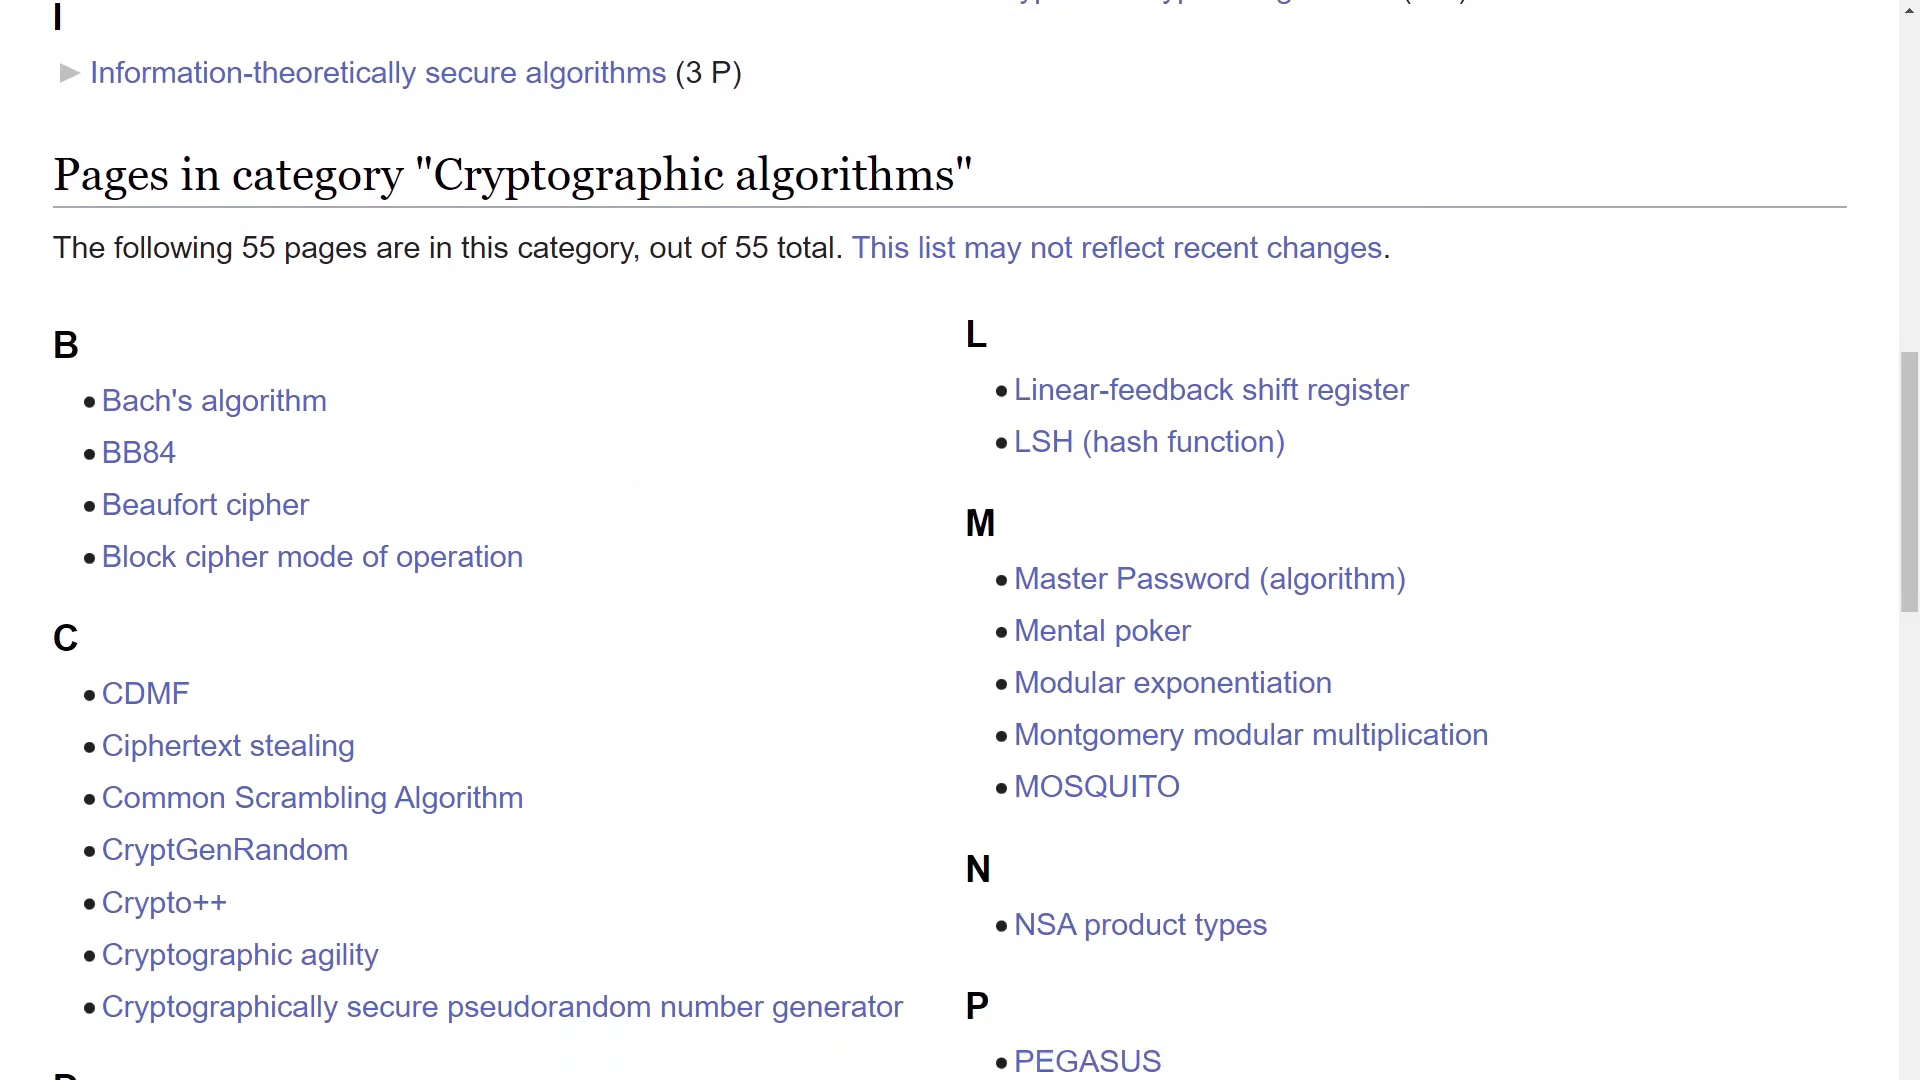 I
Information-theoretically secure algorithms (3 P)
Pages in category "Cryptographic algorithms"
The following 55 pages are in this category, out of 55 total. This list may not reflect recent changes.
B
Bach's algorithm
BB84
Beaufort cipher
Block cipher mode of operation
C
CDMF
Ciphertext stealing
Common Scrambling Algorithm
CryptGenRandom
Crypto++
Cryptographic agility
Cryptographically secure pseudorandom number generator
L
Linear-feedback shift register
LSH (hash function)
M
Master Password (algorithm)
Mental poker
Modular exponentiation
Montgomery modular multiplication
MOSQUITO
N
NSA product types
P
PEGASUS